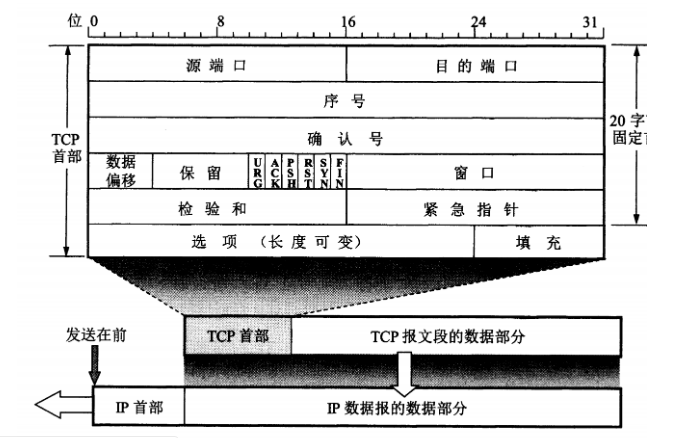 位 0 8 16 24 31
源端口 目的端口
序号
TCP 首部
确认号
20 字
固定
数据偏移 保留 URG ACK PSH RST SYN FIN 窗口
检验和 紧急指针
选项 (长度可变) 填充
TCP 首部 TCP 报文段的数据部分
发送在前
IP 首部 IP 数据报的数据部分